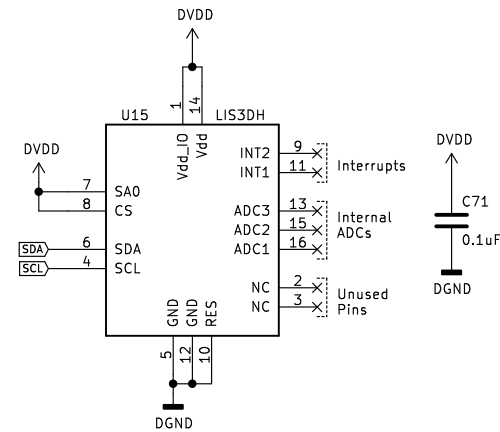 DVDD
U15 LIS3DH
1 14
Vdd_IO Vdd
DVDD
7 SA0
8 CS
SDA 6 SDA
SCL 4 SCL
INT2 9
INT1 11
Interrupts
ADC3 13
ADC2 15
ADC1 16
Internal
ADCs
NC 2
NC 3
Unused
Pins
GND GND RES
5 12 10
DGND
DVDD
C71
0.1uF
DGND